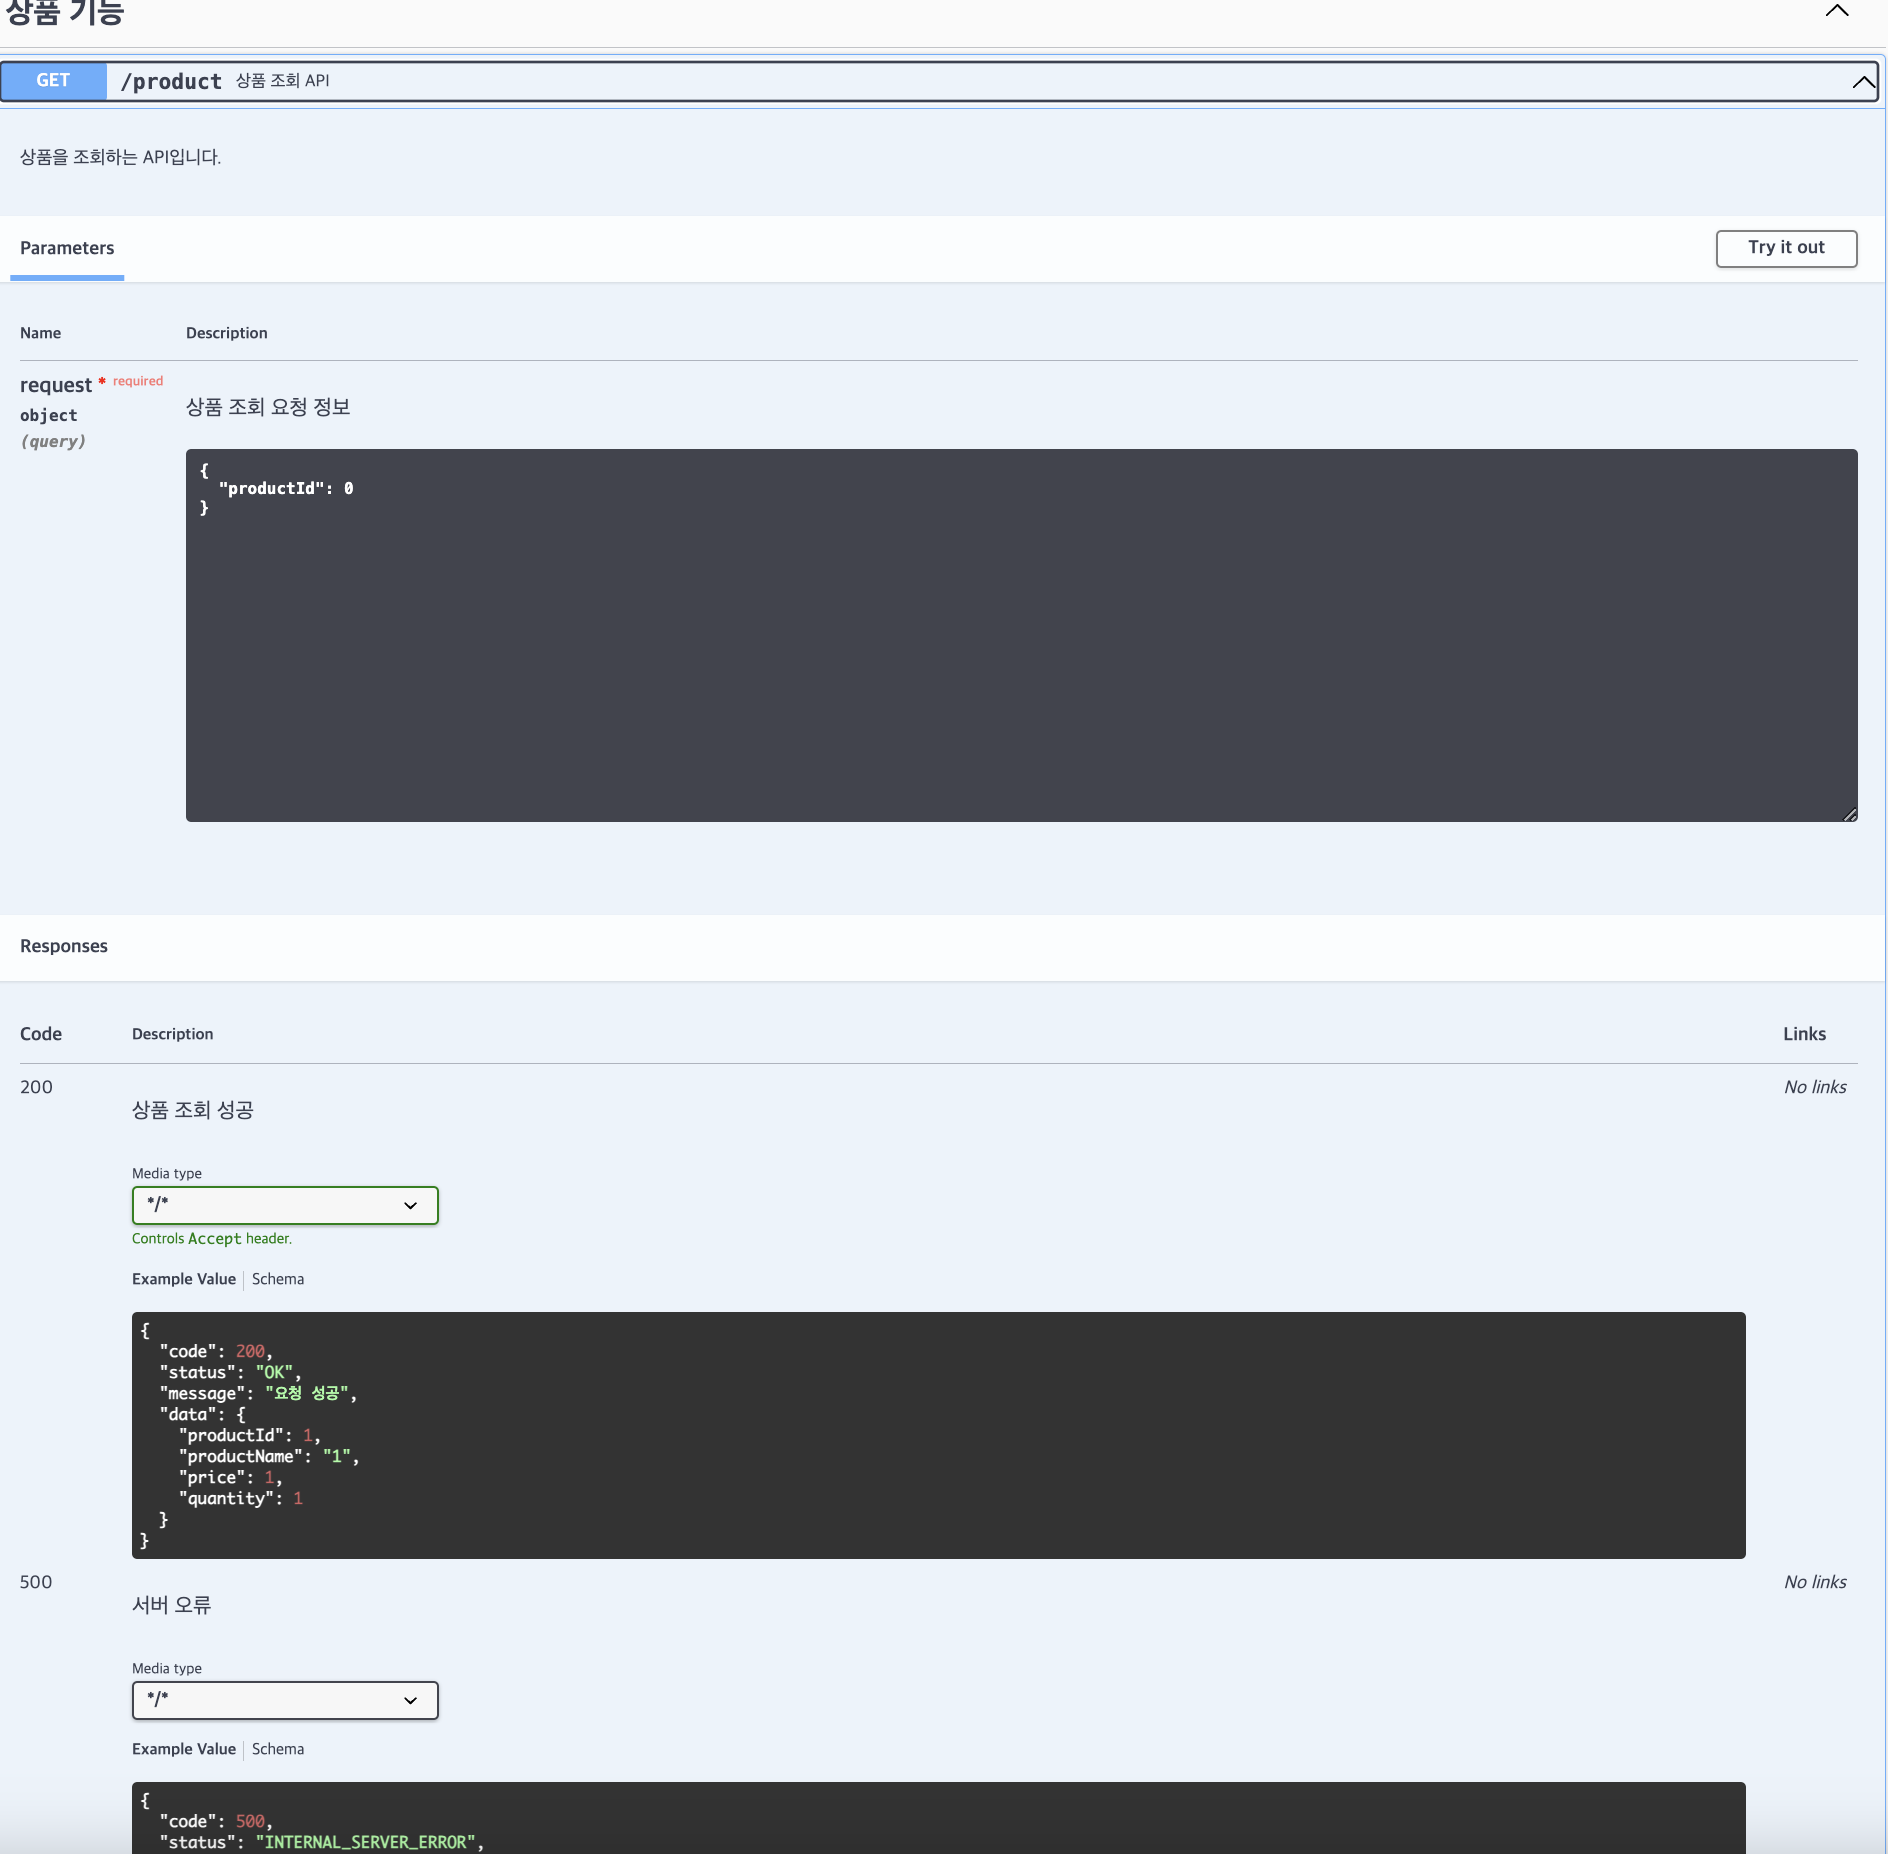 상품 기능
GET /product 상품 조회 API
상품을 조회하는 API입니다.
Parameters
Try it out
Name Description
request * required
object
(query)
상품 조회 요청 정보
{
  "productId": 0
}
Responses
Code Description Links
200 No links
상품 조회 성공
Media type
*/*
Controls Accept header.
Example Value Schema
{
  "code": 200,
  "status": "OK",
  "message": "요청 성공",
  "data": {
    "productId": 1,
    "productName": "1",
    "price": 1,
    "quantity": 1
  }
}
500 No links
서버 오류
Media type
*/*
Example Value Schema
{
  "code": 500,
  "status": "INTERNAL_SERVER_ERROR",